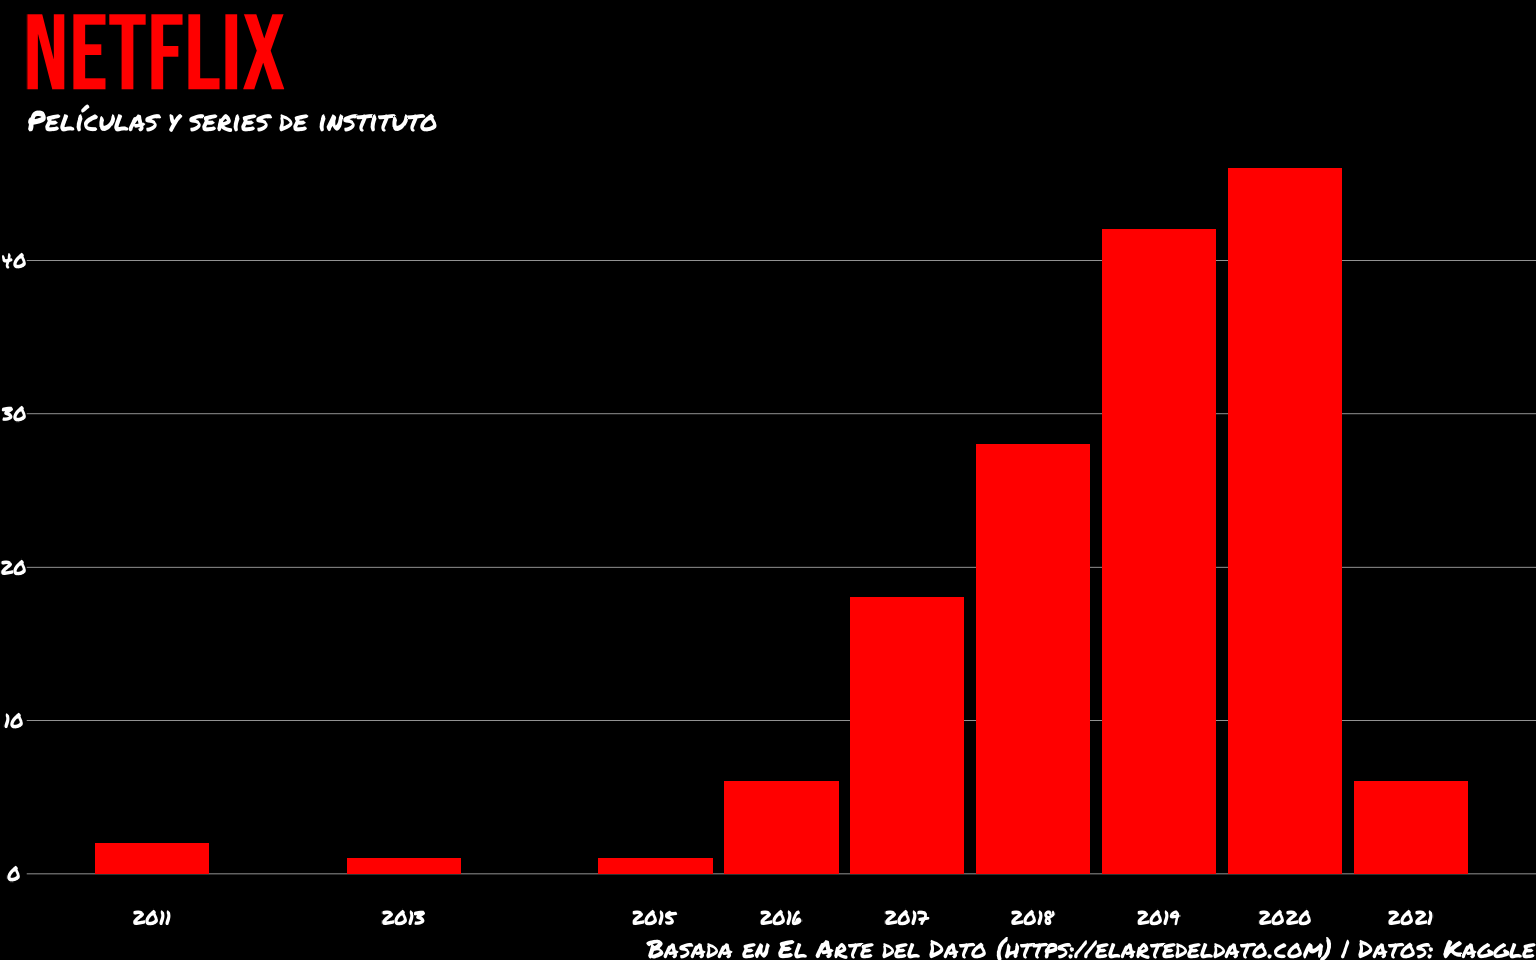 NETFLIX
Películas y series de instituto
40
30
20
10
0
2011 2013 2015 2016 2017 2018 2019 2020 2021
Basada en El Arte del Dato (https://elartedeldato.com) | Datos: Kaggle